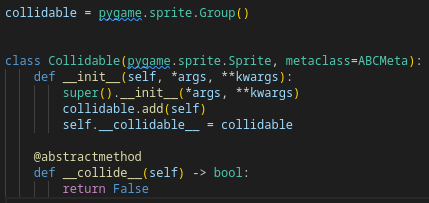 collidable = pygame.sprite.Group()
class Collidable(pygame.sprite.Sprite, metaclass=ABCMeta):
    def __init__(self, *args, **kwargs):
        super().__init__(*args, **kwargs)
        collidable.add(self)
        self.__collidable__ = collidable
    @abstractmethod
    def __collide__(self) -> bool:
        return False